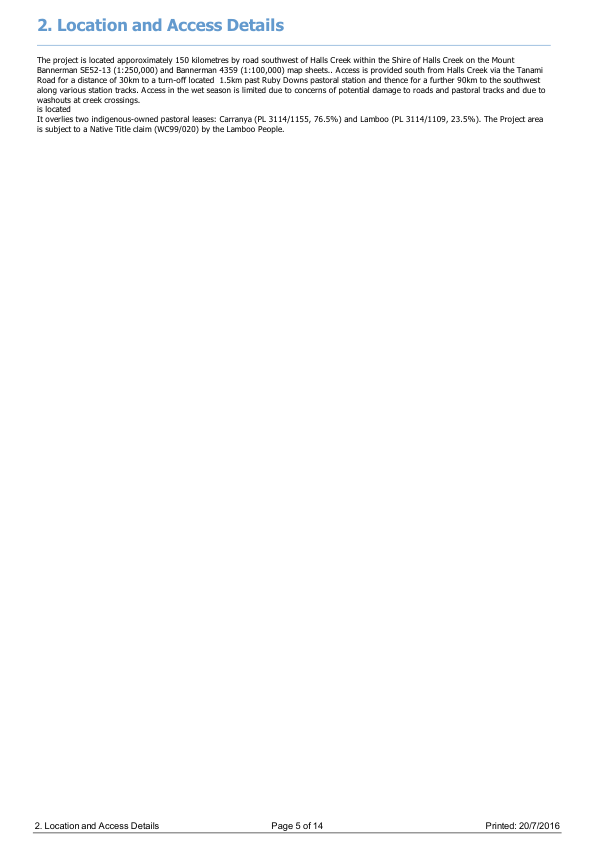 2. Location and Access Details
The project is located apporoximately 150 kilometres by road southwest of Halls Creek within the Shire of Halls Creek on the Mount
Bannerman SE52-13 (1:250,000) and Bannerman 4359 (1:100,000) map sheets.. Access is provided south from Halls Creek via the Tanami
Road for a distance of 30km to a turn-off located  1.5km past Ruby Downs pastoral station and thence for a further 90km to the southwest
along various station tracks. Access in the wet season is limited due to concerns of potential damage to roads and pastoral tracks and due to
washouts at creek crossings.
is located
It overlies two indigenous-owned pastoral leases: Carranya (PL 3114/1155, 76.5%) and Lamboo (PL 3114/1109, 23.5%). The Project area
is subject to a Native Title claim (WC99/020) by the Lamboo People.
2. Location and Access Details Page 5 of 14 Printed: 20/7/2016